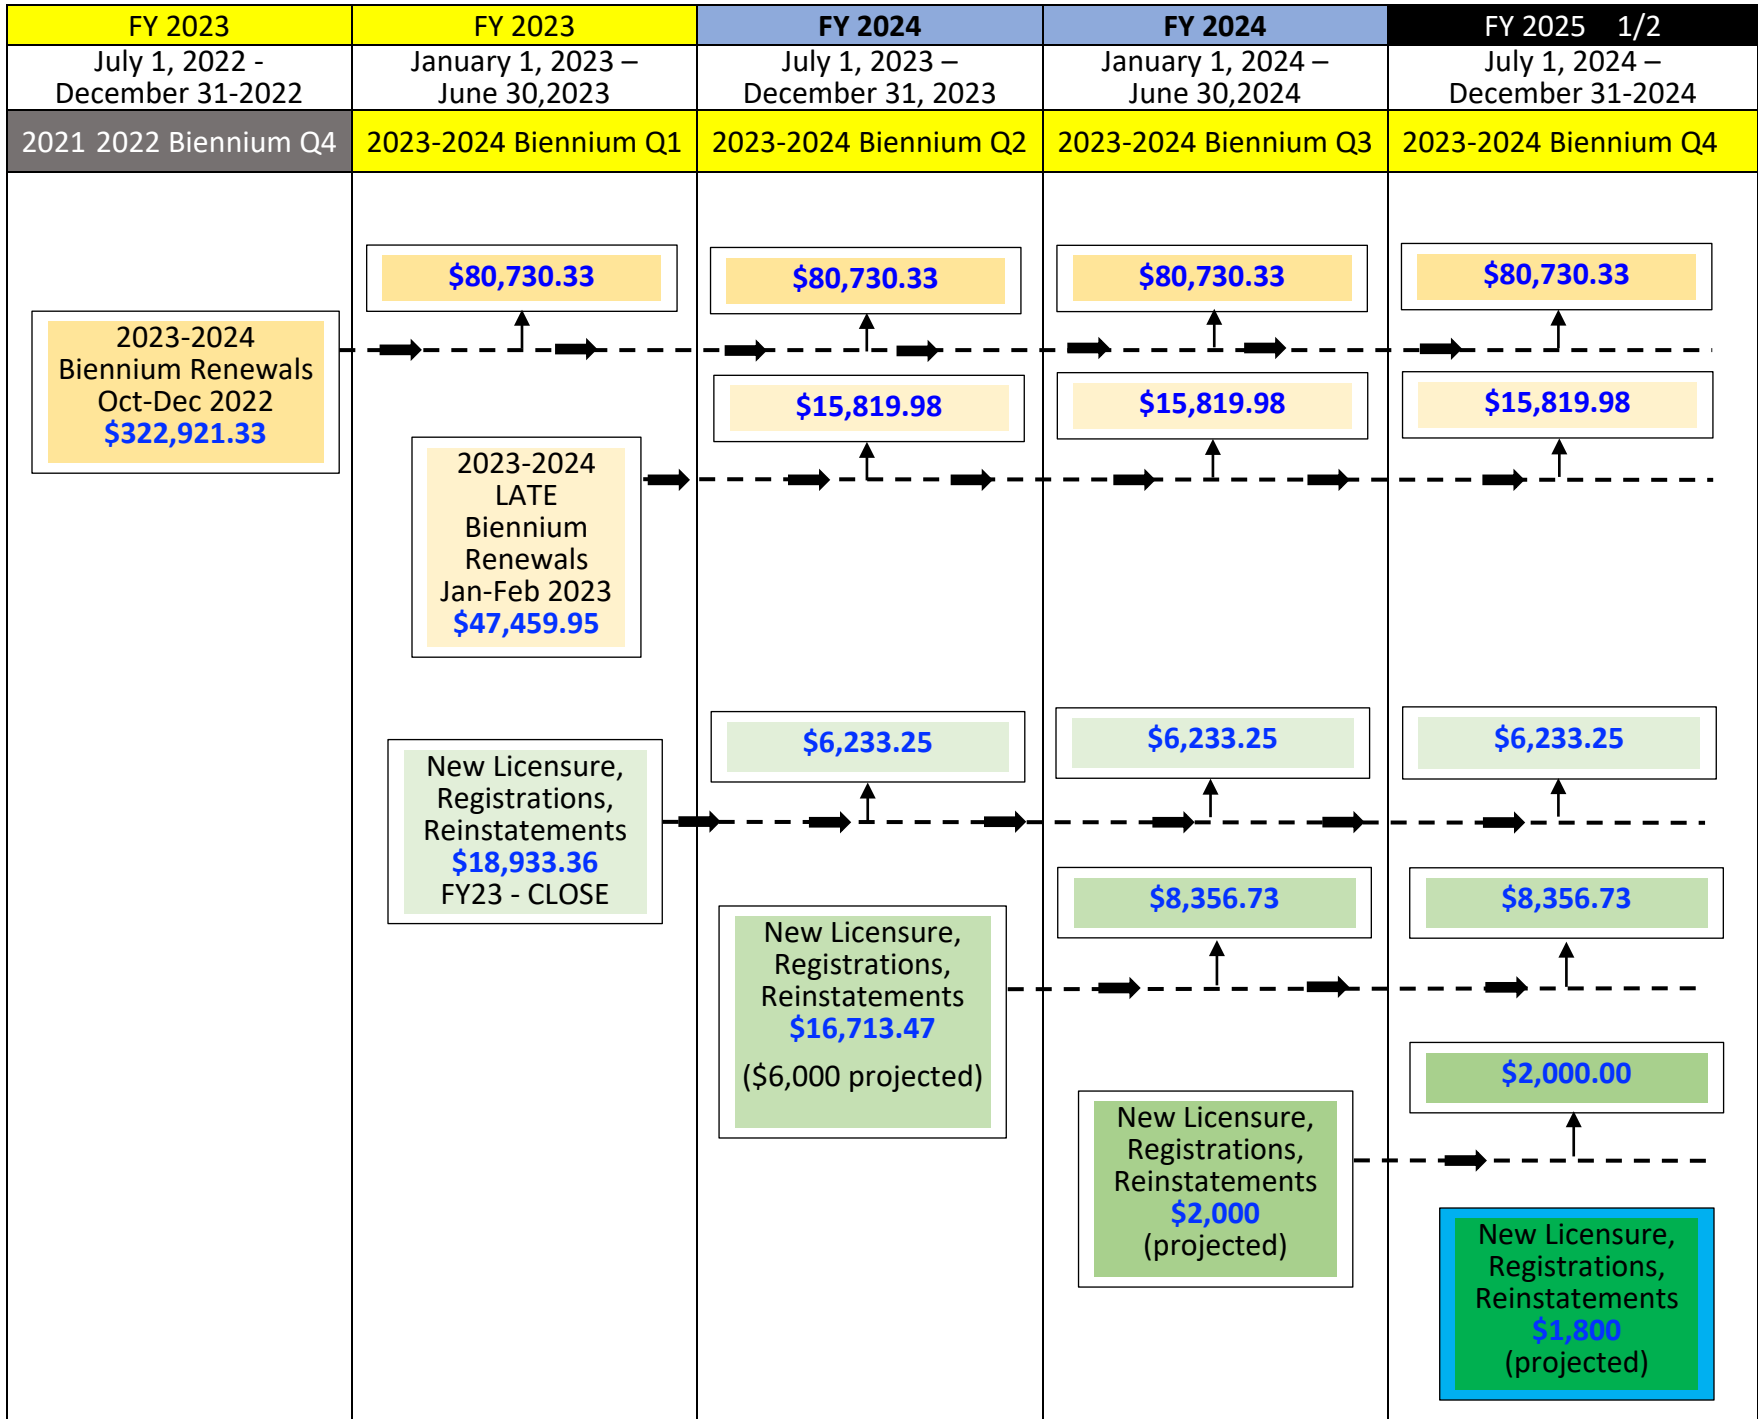 FY 2023
FY 2023
FY 2024
FY 2024
FY 2025 1/2
July 1, 2022 -
December 31-2022
January 1, 2023 –
June 30,2023
July 1, 2023 –
December 31, 2023
January 1, 2024 –
June 30,2024
July 1, 2024 –
December 31-2024
2021 2022 Biennium Q4
2023-2024 Biennium Q1
2023-2024 Biennium Q2
2023-2024 Biennium Q3
2023-2024 Biennium Q4
$80,730.33
$80,730.33
$80,730.33
$80,730.33
2023-2024
Biennium Renewals
Oct-Dec 2022
$322,921.33
$15,819.98
$15,819.98
$15,819.98
2023-2024
LATE
Biennium
Renewals
Jan-Feb 2023
$47,459.95
$6,233.25
$6,233.25
$6,233.25
New Licensure,
Registrations,
Reinstatements
$18,933.36
FY23 - CLOSE
$8,356.73
$8,356.73
New Licensure,
Registrations,
Reinstatements
$16,713.47
($6,000 projected)
$2,000.00
New Licensure,
Registrations,
Reinstatements
$2,000
(projected)
New Licensure,
Registrations,
Reinstatements
$1,800
(projected)